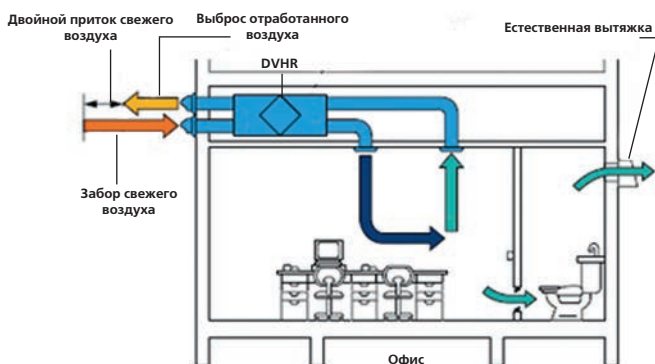 Двойной приток свежего
воздуха
Выброс отработанного
воздуха
Естественная вытяжка
DVHR
Забор свежего
воздуха
Офис